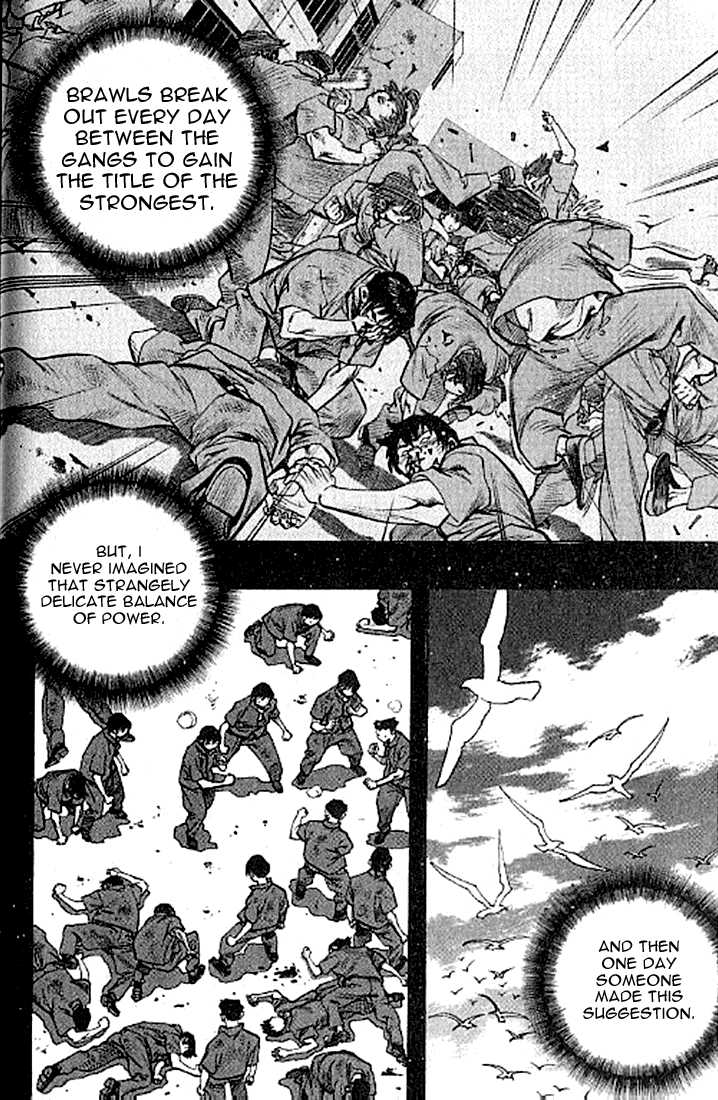 BRAWLS BREAK
OUT EVERY DAY
BETWEEN THE
GANGS TO GAIN
THE TITLE OF THE
STRONGEST.
BUT, I
NEVER IMAGINED
THAT STRANGELY
DELICATE BALANCE
OF POWER.
AND THEN
ONE DAY
SOMEONE
MADE THIS
SUGGESTION.